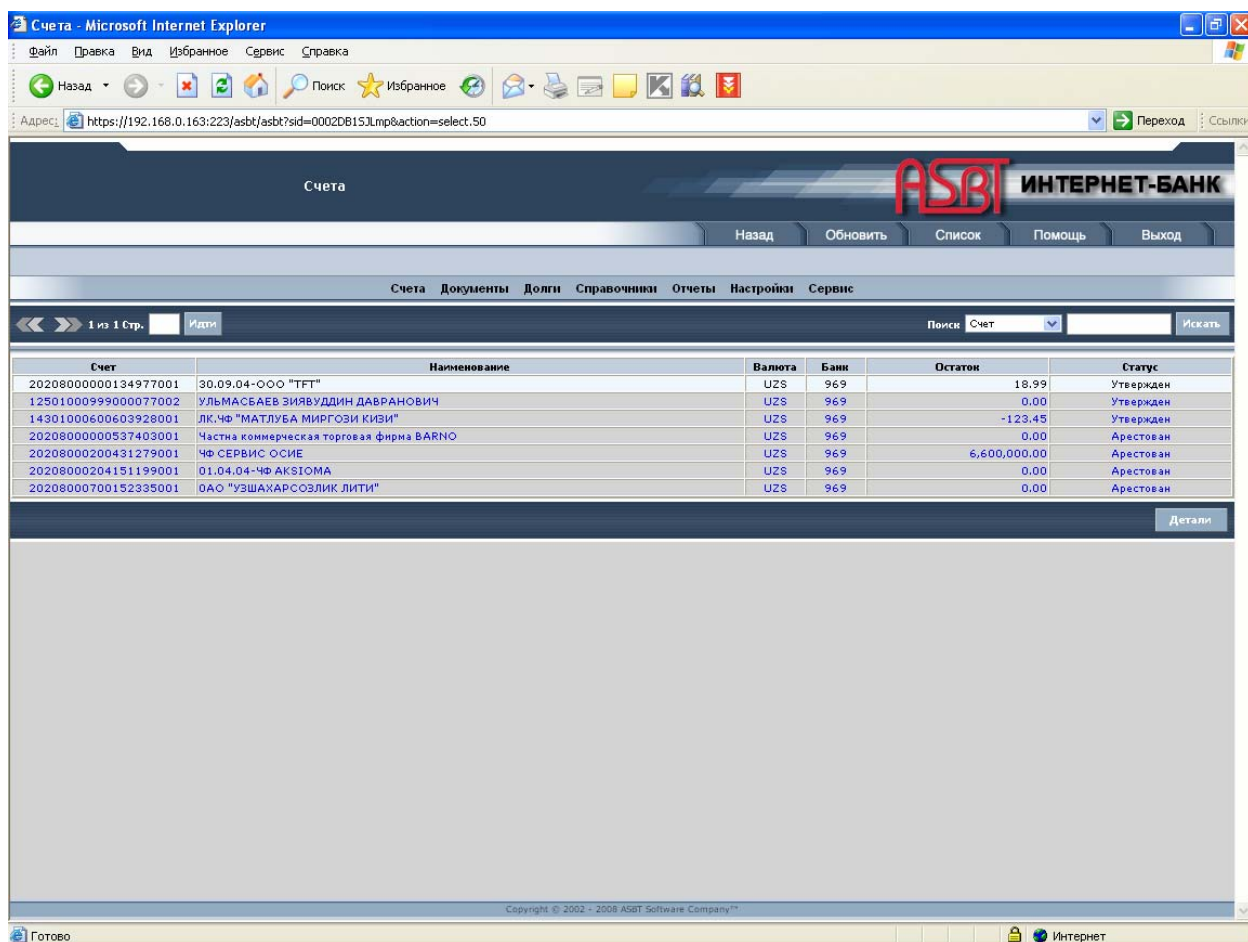 Счета - Microsoft Internet Explorer
Файл Правка Вид Избранное Сервис Справка
Назад Поиск Избранное
Адрес: https://192.168.0.163:223/asbt/asbt?sid=0002DB15JLmp&action=select.50 Переход Ссылки
Счета ASBT ИНТЕРНЕТ-БАНК
Назад Обновить Список Помощь Выход
Счета Документы Долги Справочники Отчеты Настройки Сервис
1 из 1 Стр. Идти Поиск Счет Искать
Счет Наименование Валюта Банк Остаток Статус
20208000000134977001 30.09.04-ООО "TFT" UZS 969 18.99 Утвержден
12501000999000077002 УЛЬМАСБАЕВ ЗИЯВУДДИН ДАВРАНОВИЧ UZS 969 0.00 Утвержден
14301000600603928001 ЛК.ЧФ "МАТЛУБА МИРГОЗИ КИЗИ" UZS 969 -123.45 Утвержден
20208000000537403001 Частна коммерческая торговая фирма BARNO UZS 969 0.00 Арестован
20208000200431279001 ЧФ СЕРВИС ОСИЕ UZS 969 6,600,000.00 Арестован
20208000204151199001 01.04.04-ЧФ AKSIOMA UZS 969 0.00 Арестован
20208000700152335001 0АО "УЗШАХАРСОЗЛИК ЛИТИ" UZS 969 0.00 Арестован
Детали
Copyright © 2002 - 2008 ASBT Software Company™
Готово Интернет